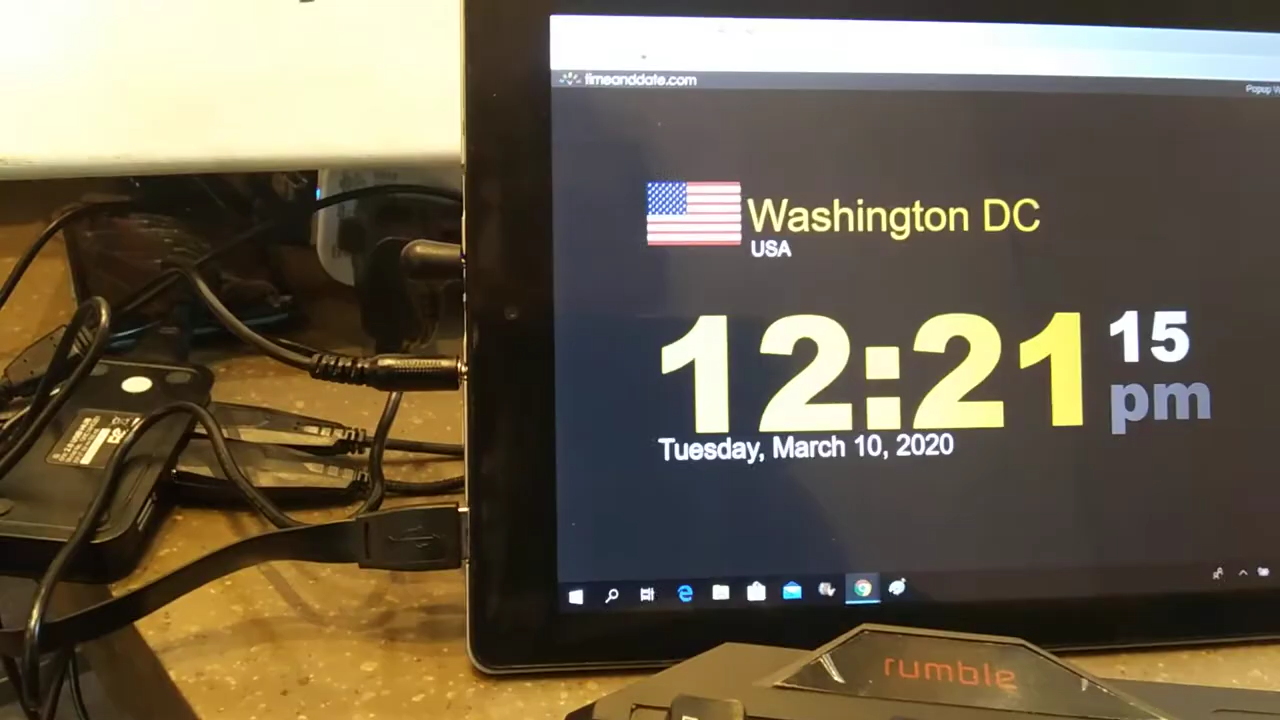 timeanddate.com
Washington DC
USA
12:21
15
pm
Tuesday, March 10, 2020
rumble